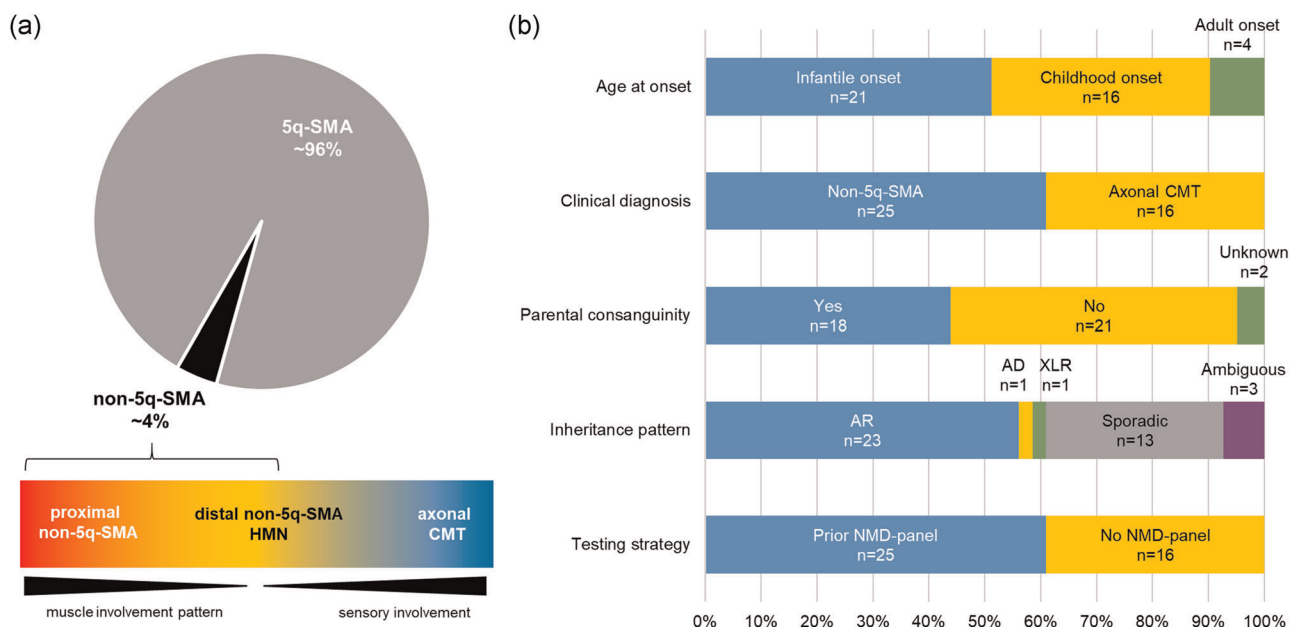 (a)
5q-SMA
~96%
non-5q-SMA
~4%
proximal
non-5q-SMA
distal non-5q-SMA
HMN
axonal
CMT
muscle involvement pattern
sensory involvement
(b)
Adult onset
n=4
Age at onset
Infantile onset
n=21
Childhood onset
n=16
Clinical diagnosis
Non-5q-SMA
n=25
Axonal CMT
n=16
Unknown
n=2
Parental consanguinity
Yes
n=18
No
n=21
AD
n=1
XLR
n=1
Ambiguous
n=3
Inheritance pattern
AR
n=23
Sporadic
n=13
Testing strategy
Prior NMD-panel
n=25
No NMD-panel
n=16
0% 10% 20% 30% 40% 50% 60% 70% 80% 90% 100%